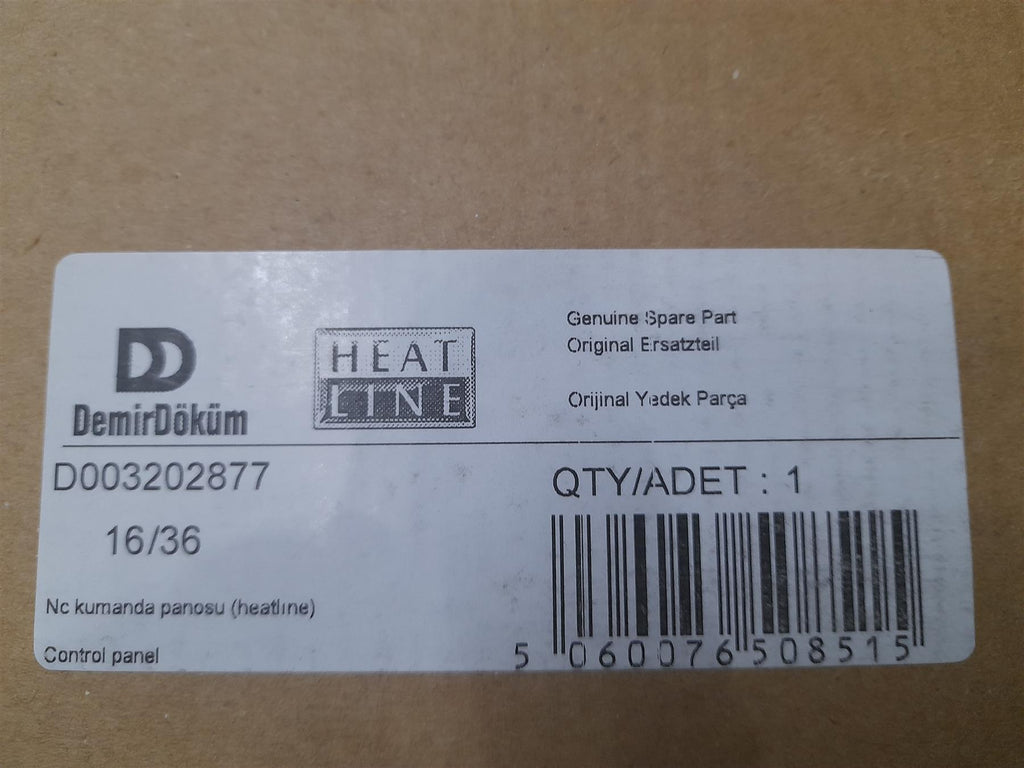 DD
DemirDöküm
HEAT
LINE
Genuine Spare Part
Original Ersatzteil
Orijinal Yedek Parça
D003202877
QTY/ADET : 1
16/36
Nc kumanda panosu (heatline)
Control panel
5 060076 508515